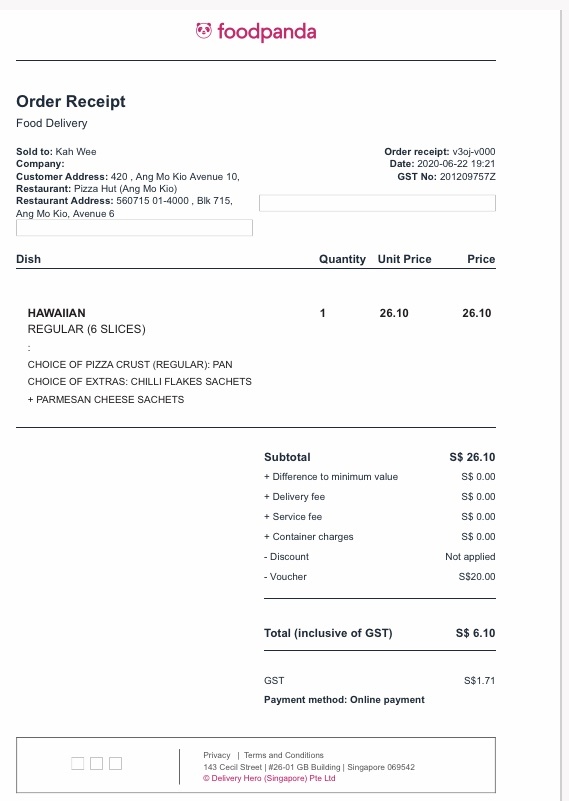 foodpanda
Order Receipt
Food Delivery
Sold to: Kah Wee
Company:
Customer Address: 420 , Ang Mo Kio Avenue 10,
Restaurant: Pizza Hut (Ang Mo Kio)
Restaurant Address: 560715 01-4000 , Blk 715,
Ang Mo Kio, Avenue 6
Order receipt: v3oj-v000
Date: 2020-06-22 19:21
GST No: 201209757Z
Dish Quantity Unit Price Price
HAWAIIAN 1 26.10 26.10
REGULAR (6 SLICES)
:
CHOICE OF PIZZA CRUST (REGULAR): PAN
CHOICE OF EXTRAS: CHILLI FLAKES SACHETS
+ PARMESAN CHEESE SACHETS
Subtotal S$ 26.10
+ Difference to minimum value S$ 0.00
+ Delivery fee S$ 0.00
+ Service fee S$ 0.00
+ Container charges S$ 0.00
- Discount Not applied
- Voucher S$20.00
Total (inclusive of GST) S$ 6.10
GST S$1.71
Payment method: Online payment
Privacy | Terms and Conditions
143 Cecil Street | #26-01 GB Building | Singapore 069542
© Delivery Hero (Singapore) Pte Ltd